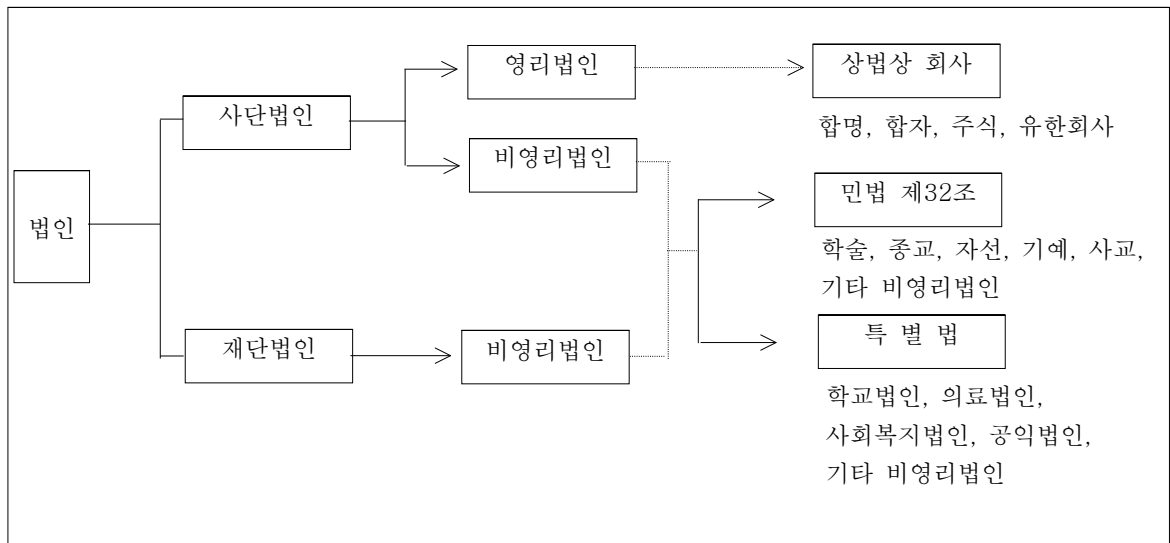 영리법인
상법상 회사
사단법인
합명, 합자, 주식, 유한회사
비영리법인
법인
민법 제32조
학술, 종교, 자선, 기예, 사교,
기타 비영리법인
재단법인
비영리법인
특 별 법
학교법인, 의료법인,
사회복지법인, 공익법인,
기타 비영리법인